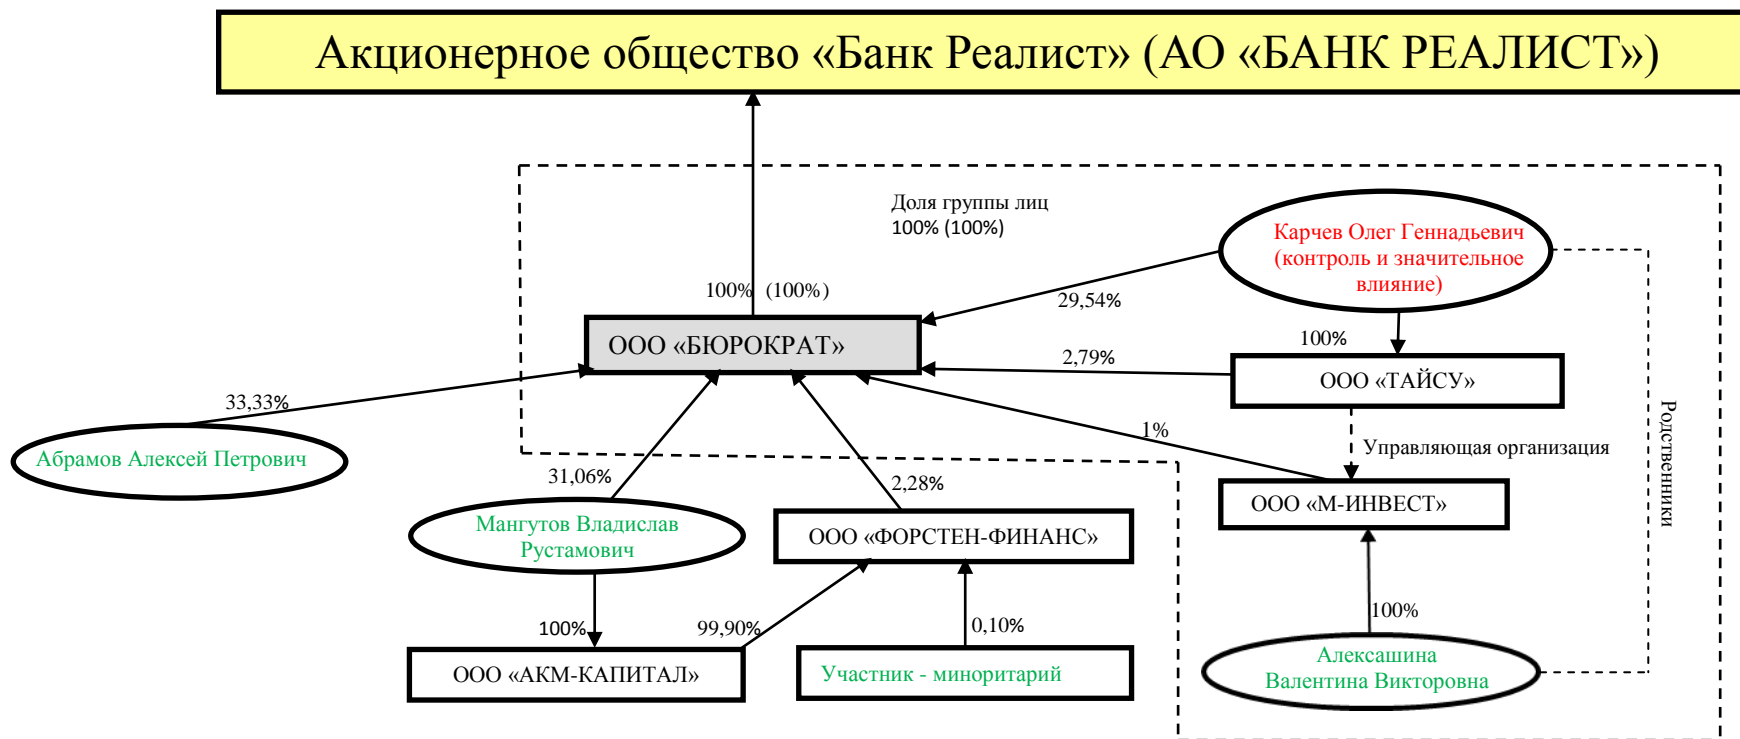 Акционерное общество «Банк Реалист» (АО «БАНК РЕАЛИСТ»)
Доля группы лиц
100% (100%)
Карчев Олег Геннадьевич
(контроль и значительное
влияние)
100% (100%)
29,54%
ООО «БЮРОКРАТ»
100%
2,79%
ООО «ТАЙСУ»
33,33%
1%
Управляющая организация
Родственники
Абрамов Алексей Петрович
31,06%
2,28%
ООО «М-ИНВЕСТ»
Мангутов Владислав
Рустамович
ООО «ФОРСТЕН-ФИНАНС»
100%
99,90%
0,10%
100%
ООО «АКМ-КАПИТАЛ»
Участник - миноритарий
Алексашина
Валентина Викторовна